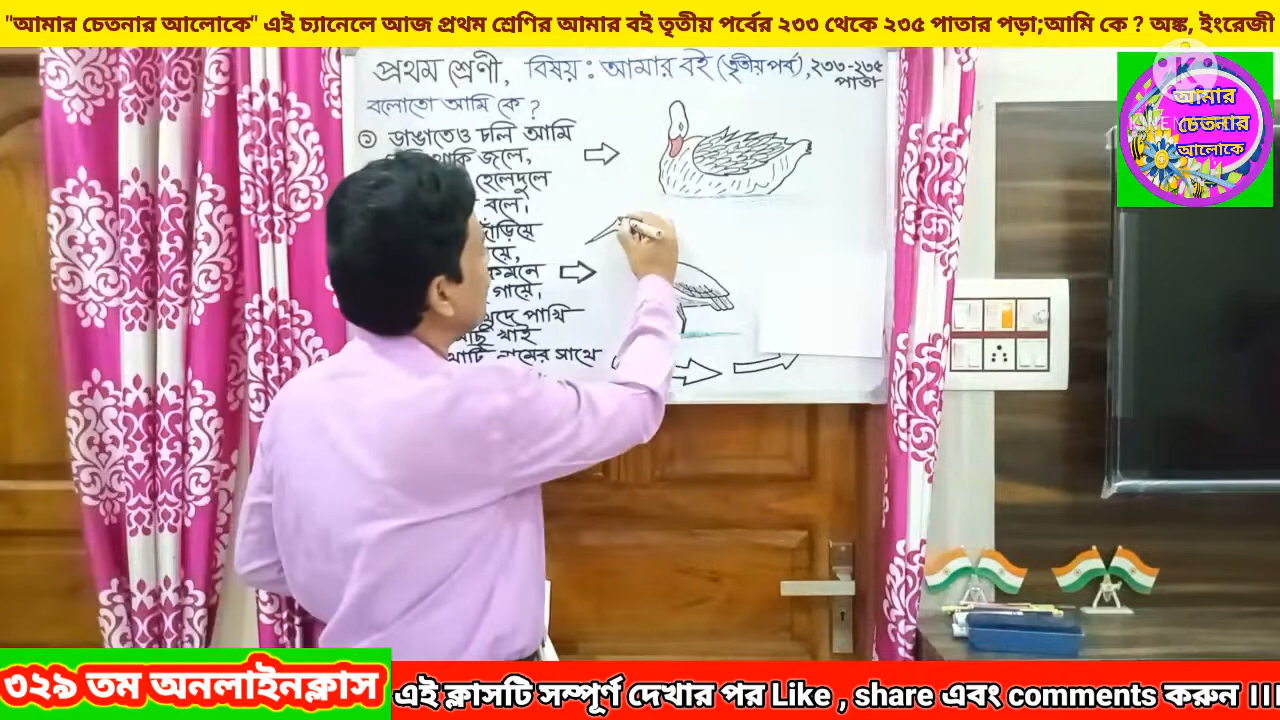 "আমার চেতনার আলোকে" এই চ্যানেলে আজ প্রথম শ্রেণির আমার বই তৃতীয় পর্বের ২৩৩ থেকে ২৩৫ পাতার পড়া;আমি কে ? অঙ্ক, ইংরেজী
প্রথম শ্রেণী, বিষয় : আমার বই (তৃতীয় পর্ব), ২৩৩-২৩৫
পাতা
বলোতো আমি কে ?
১ ডাঙাতেও চলি আমি
থাকি জলে,
হেলেদুলে
বলে।
দাঁড়িয়ে
গায়ে।
পাখি
খাই
নামের সাথে
আমার
চেতনার
আলোকে
৩২৯ তম অনলাইনক্লাস
এই ক্লাসটি সম্পূর্ণ দেখার পর Like , share এবং comments করুন ।।।